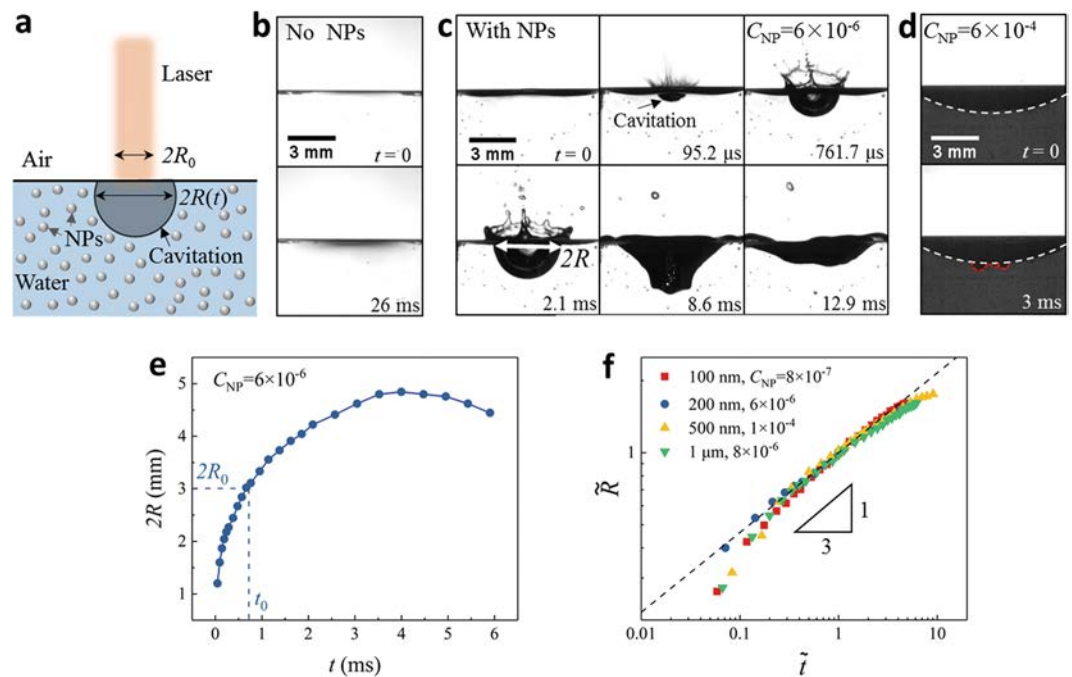 a
Laser
2R₀
Air
2R(t)
NPs
Cavitation
Water
b
No NPs
3 mm
t = 0
26 ms
c
With NPs
C_NP=6×10⁻⁶
Cavitation
3 mm
t = 0
95.2 μs
761.7 μs
2R
2.1 ms
8.6 ms
12.9 ms
d
C_NP=6×10⁻⁴
3 mm
t = 0
3 ms
e
C_NP=6×10⁻⁶
5
4
3
2
1
2R (mm)
2R₀
t₀
0 1 2 3 4 5 6
t (ms)
f
100 nm, C_NP=8×10⁻⁷
200 nm, 6×10⁻⁶
500 nm, 1×10⁻⁴
1 μm, 8×10⁻⁶
1
R̃
1
3
0.01 0.1 1 10
t̃